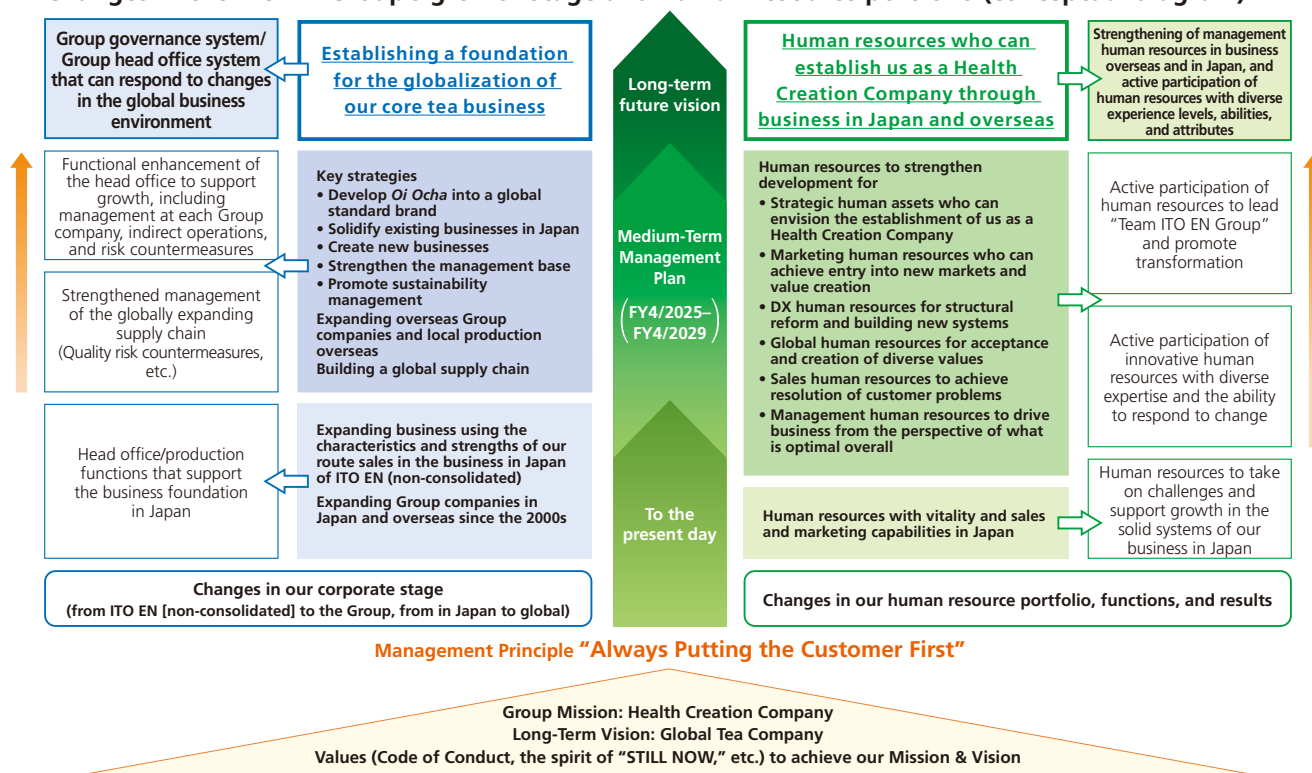 Group governance system/
Group head office system
that can respond to changes
in the global business
environment
Establishing a foundation
for the globalization of
our core tea business
Long-term
future vision
Human resources who can
establish us as a Health
Creation Company through
business in Japan and overseas
Strengthening of management
human resources in business
overseas and in Japan, and
active participation of
human resources with diverse
experience levels, abilities,
and attributes
Functional enhancement of
the head office to support
growth, including
management at each Group
company, indirect operations,
and risk countermeasures
Strengthened management
of the globally expanding
supply chain
(Quality risk countermeasures,
etc.)
Key strategies
• Develop Oi Ocha into a global
standard brand
• Solidify existing businesses in Japan
• Create new businesses
• Strengthen the management base
• Promote sustainability
management
Expanding overseas Group
companies and local production
overseas
Building a global supply chain
Medium-Term
Management
Plan
(FY4/2025–
FY4/2029)
Human resources to strengthen
development for
• Strategic human assets who can
envision the establishment of us as a
Health Creation Company
• Marketing human resources who can
achieve entry into new markets and
value creation
• DX human resources for structural
reform and building new systems
• Global human resources for acceptance
and creation of diverse values
• Sales human resources to achieve
resolution of customer problems
• Management human resources to drive
business from the perspective of what
is optimal overall
Active participation of
human resources to lead
“Team ITO EN Group”
and promote
transformation
Active participation of
innovative human
resources with diverse
expertise and the ability
to respond to change
Head office/production
functions that support
the business foundation
in Japan
Expanding business using the
characteristics and strengths of our
route sales in the business in Japan
of ITO EN (non-consolidated)
Expanding Group companies in
Japan and overseas since the 2000s
To the
present day
Human resources with vitality and sales
and marketing capabilities in Japan
Human resources to take
on challenges and
support growth in the
solid systems of our
business in Japan
Changes in our corporate stage
(from ITO EN [non-consolidated] to the Group, from in Japan to global)
Changes in our human resource portfolio, functions, and results
Management Principle “Always Putting the Customer First”
Group Mission: Health Creation Company
Long-Term Vision: Global Tea Company
Values (Code of Conduct, the spirit of “STILL NOW,” etc.) to achieve our Mission & Vision